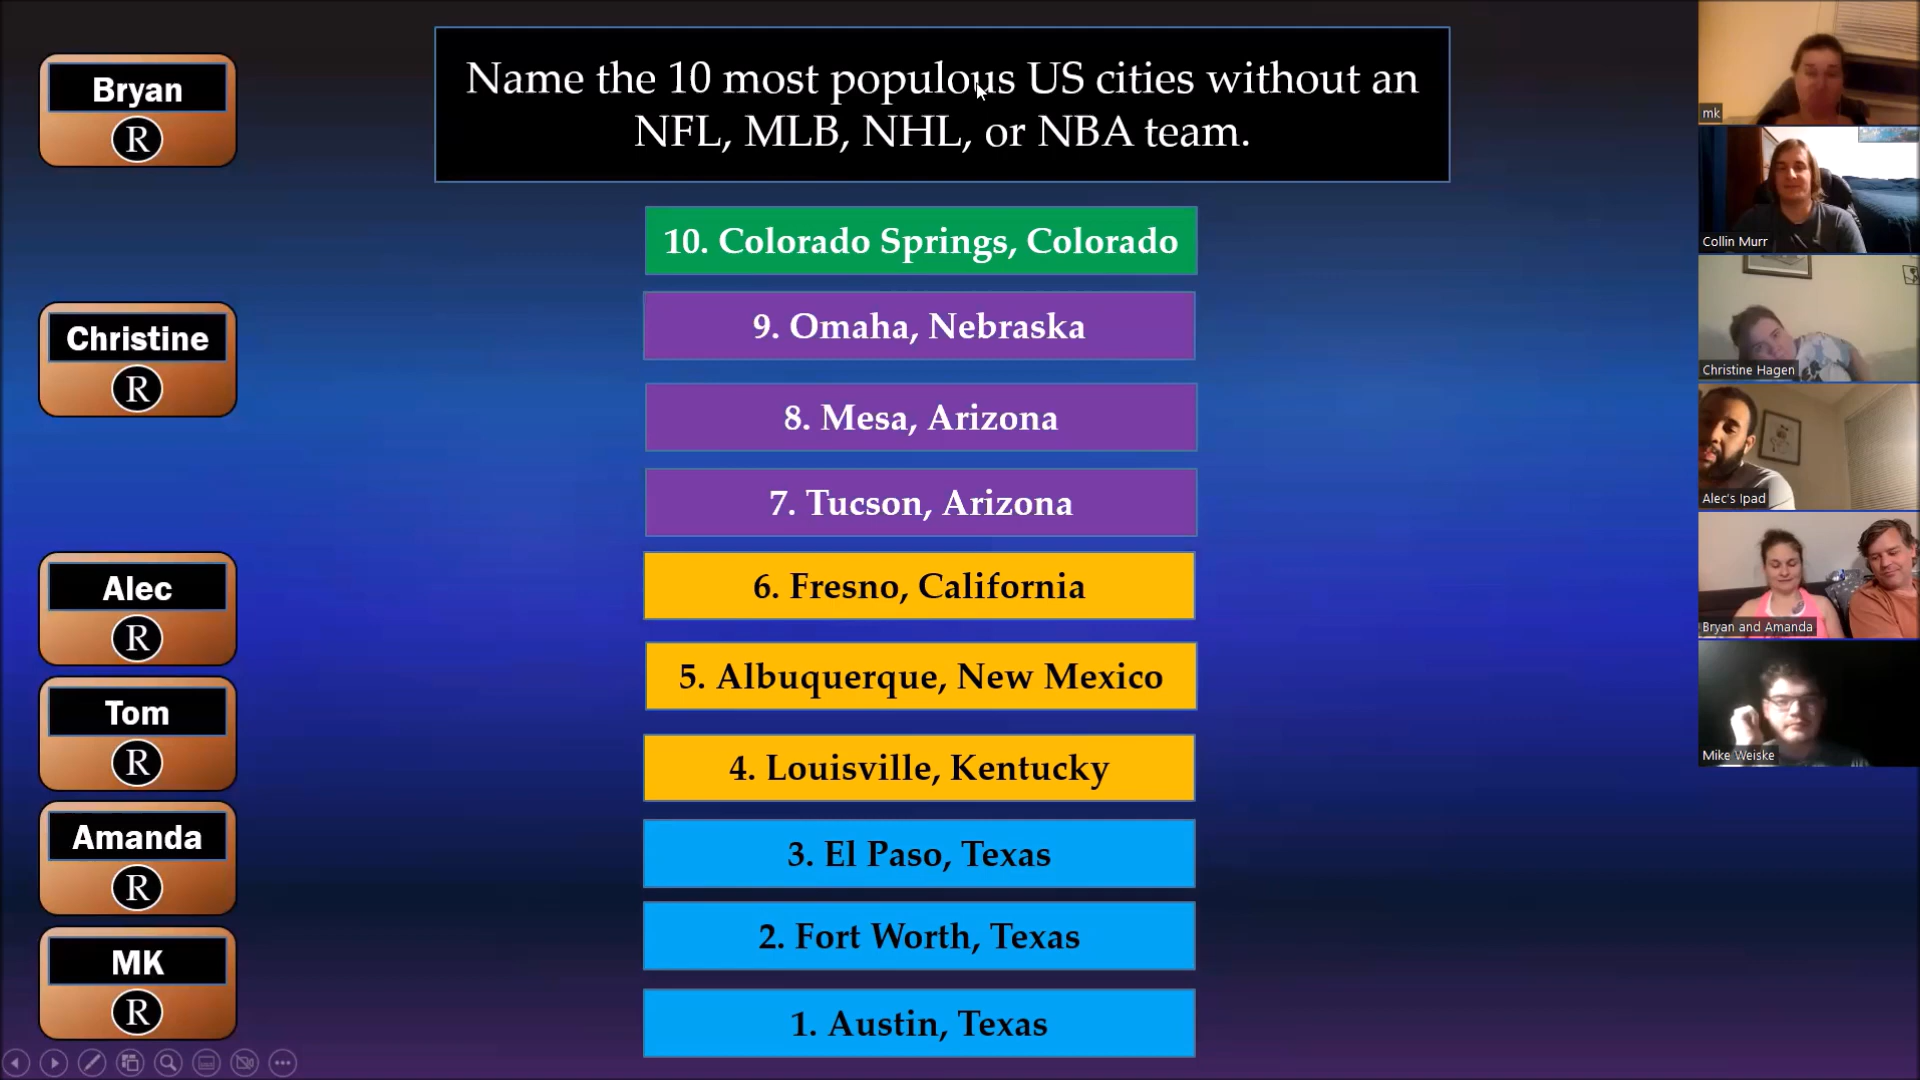 Name the 10 most populous US cities without an
NFL, MLB, NHL, or NBA team.
Bryan
R
Christine
R
Alec
R
Tom
R
Amanda
R
MK
R
10. Colorado Springs, Colorado
9. Omaha, Nebraska
8. Mesa, Arizona
7. Tucson, Arizona
6. Fresno, California
5. Albuquerque, New Mexico
4. Louisville, Kentucky
3. El Paso, Texas
2. Fort Worth, Texas
1. Austin, Texas
mk
Collin Murr
Christine Hagen
Alec's Ipad
Bryan and Amanda
Mike Weiske